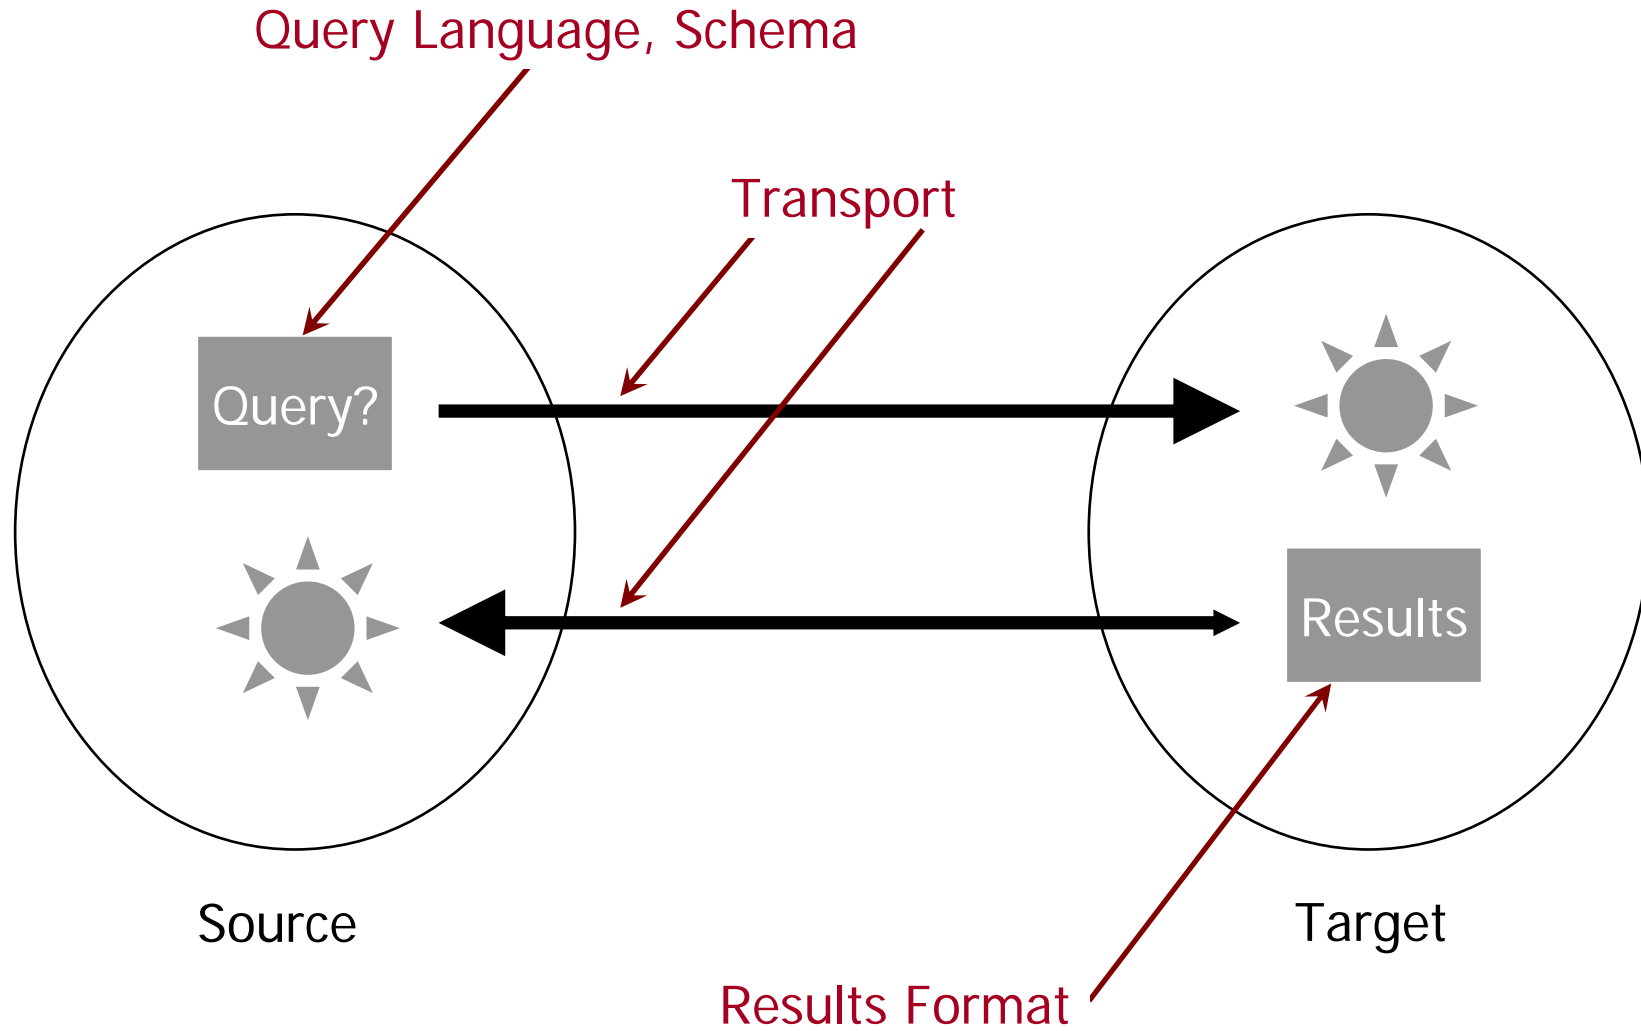 Query Language, Schema
Transport
Query?
Results
Source
Target
Results Format